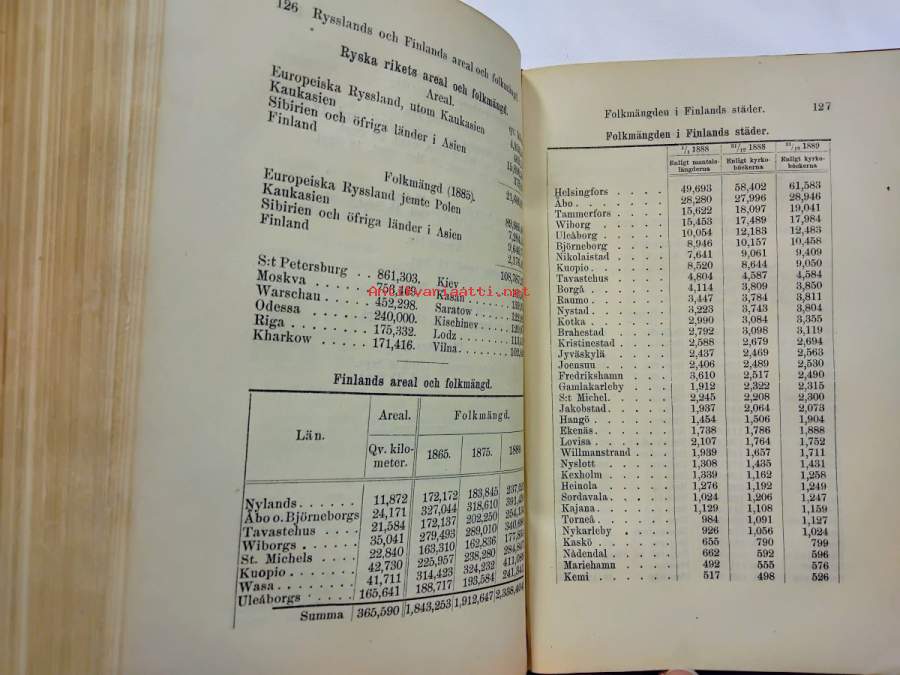 126 Rysslands och Finlands areal och folkmängd
Ryska rikets areal och folkmängd.
Areal.
Europeiska Ryssland, utom Kaukasien
Kaukasien
Sibirien och öfriga länder i Asien
Finland
Folkmängd (1885).
Europeiska Ryssland jemte Polen
Kaukasien
Sibirien och öfriga länder i Asien
Finland
S:t Petersburg . . 861,303. Kiev
Moskva . . . . 753,469. Kasan
Warschau . . . . 452,298. Saratow
Odessa . . . . 240,000. Kischinev
Riga . . . . . 175,332. Lodz
Kharkow . . . . . 171,416. Vilna
Antikvariaatti.net
Finlands areal och folkmängd.
Län. Areal. Folkmängd.
Qv. kilo-meter. 1865. 1875.
Nylands 11,872 172,172 183,845
Åbo o. Björneborgs 24,171 327,044 318,610
Tavastehus 21,584 172,137 202,250
Wiborgs 35,041 279,493 289,010
St. Michels 22,840 163,310 162,836
Kuopio 42,730 225,957 238,280
Wasa 41,711 314,423 324,232
Uleåborgs 165,641 188,717 193,584
Summa 365,590 1,843,253 1,912,647
Folkmängden i Finlands städer. 127
Folkmängden i Finlands städer.
1/1 1888 31/12 1888 31/12 1889
Enligt mantals-längderna Enligt kyrko-böckerna Enligt kyrko-böckerna
Helsingfors . . . . 49,693 58,402 61,583
Åbo . . . . . . 28,280 27,996 28,946
Tammerfors . . . . 15,622 18,097 19,041
Wiborg . . . . . 15,453 17,489 17,984
Uleåborg . . . . 10,054 12,183 12,483
Björneborg . . . . 8,946 10,157 10,458
Nikolaistad . . . . 7,641 9,061 9,409
Kuopio . . . . . 8,520 8,644 9,050
Tavastehus . . . . 4,804 4,587 4,584
Borgå . . . . . 4,114 3,809 3,850
Raumo . . . . . 3,447 3,784 3,811
Nystad . . . . . 3,223 3,743 3,804
Kotka . . . . . 2,990 3,084 3,355
Brahestad . . . . 2,792 3,098 3,119
Kristinestad . . . . 2,588 2,679 2,694
Jyväskylä . . . . 2,437 2,469 2,563
Joensuu . . . . . 2,406 2,489 2,530
Fredrikshamn . . . 3,610 2,517 2,490
Gamlakarleby . . . 1,912 2,322 2,315
S:t Michel . . . . 2,245 2,208 2,300
Jakobstad . . . . 1,937 2,064 2,073
Hangö . . . . . 1,454 1,506 1,904
Ekenäs . . . . . 1,738 1,786 1,888
Lovisa . . . . . 2,107 1,764 1,752
Willmanstrand . . . 1,939 1,657 1,711
Nyslott . . . . . 1,308 1,435 1,431
Kexholm . . . . 1,339 1,162 1,258
Heinola . . . . . 1,276 1,192 1,249
Sordavala . . . . 1,024 1,206 1,247
Kajana . . . . . 1,129 1,108 1,159
Torneå . . . . . 984 1,091 1,127
Nykarleby . . . . 926 1,056 1,024
Kaskö . . . . . 655 790 799
Nådendal . . . . 662 592 596
Mariehamn . . . . 492 555 576
Kemi . . . . . 517 498 526